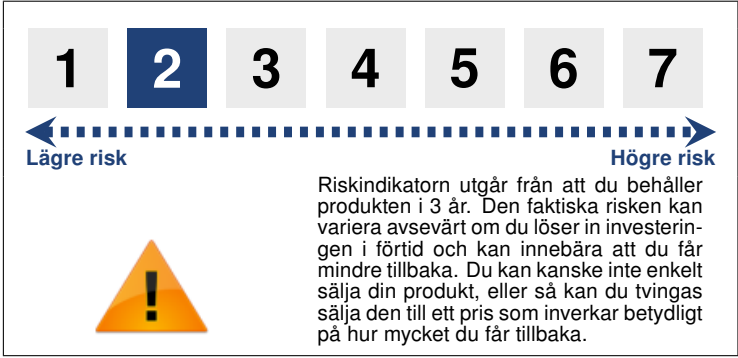 1 2 3 4 5 6 7
Lägre risk Högre risk
Riskindikatorn utgår från att du behåller
produkten i 3 år. Den faktiska risken kan
variera avsevärt om du löser in investerin-
gen i förtid och kan innebära att du får
mindre tillbaka. Du kan kanske inte enkelt
sälja din produkt, eller så kan du tvingas
sälja den till ett pris som inverkar betydligt
på hur mycket du får tillbaka.
!